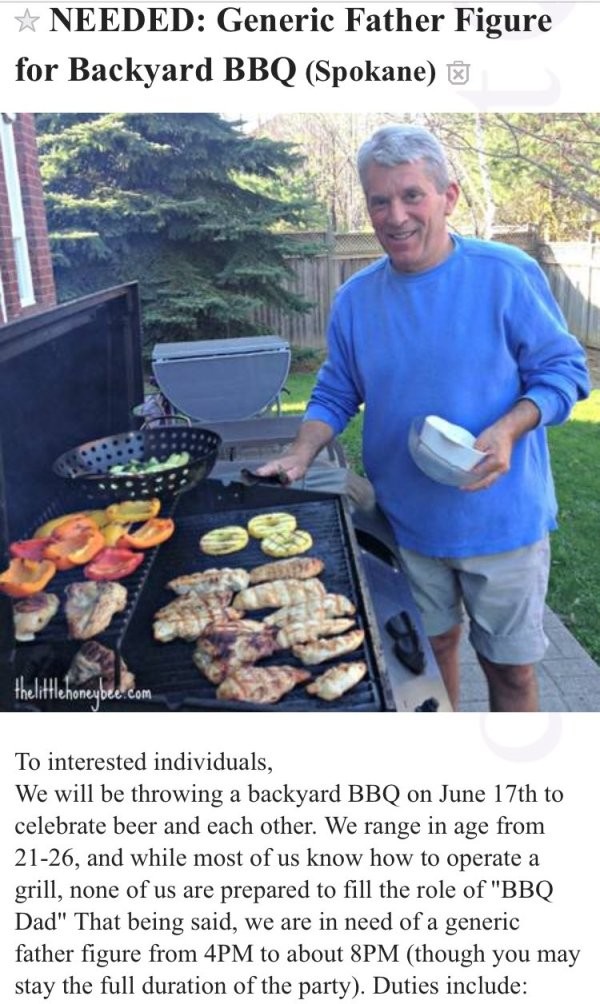 ☆ NEEDED: Generic Father Figure
for Backyard BBQ (Spokane)
thelittlehoneybee.com
To interested individuals,
We will be throwing a backyard BBQ on June 17th to
celebrate beer and each other. We range in age from
21-26, and while most of us know how to operate a
grill, none of us are prepared to fill the role of "BBQ
Dad" That being said, we are in need of a generic
father figure from 4PM to about 8PM (though you may
stay the full duration of the party). Duties include: